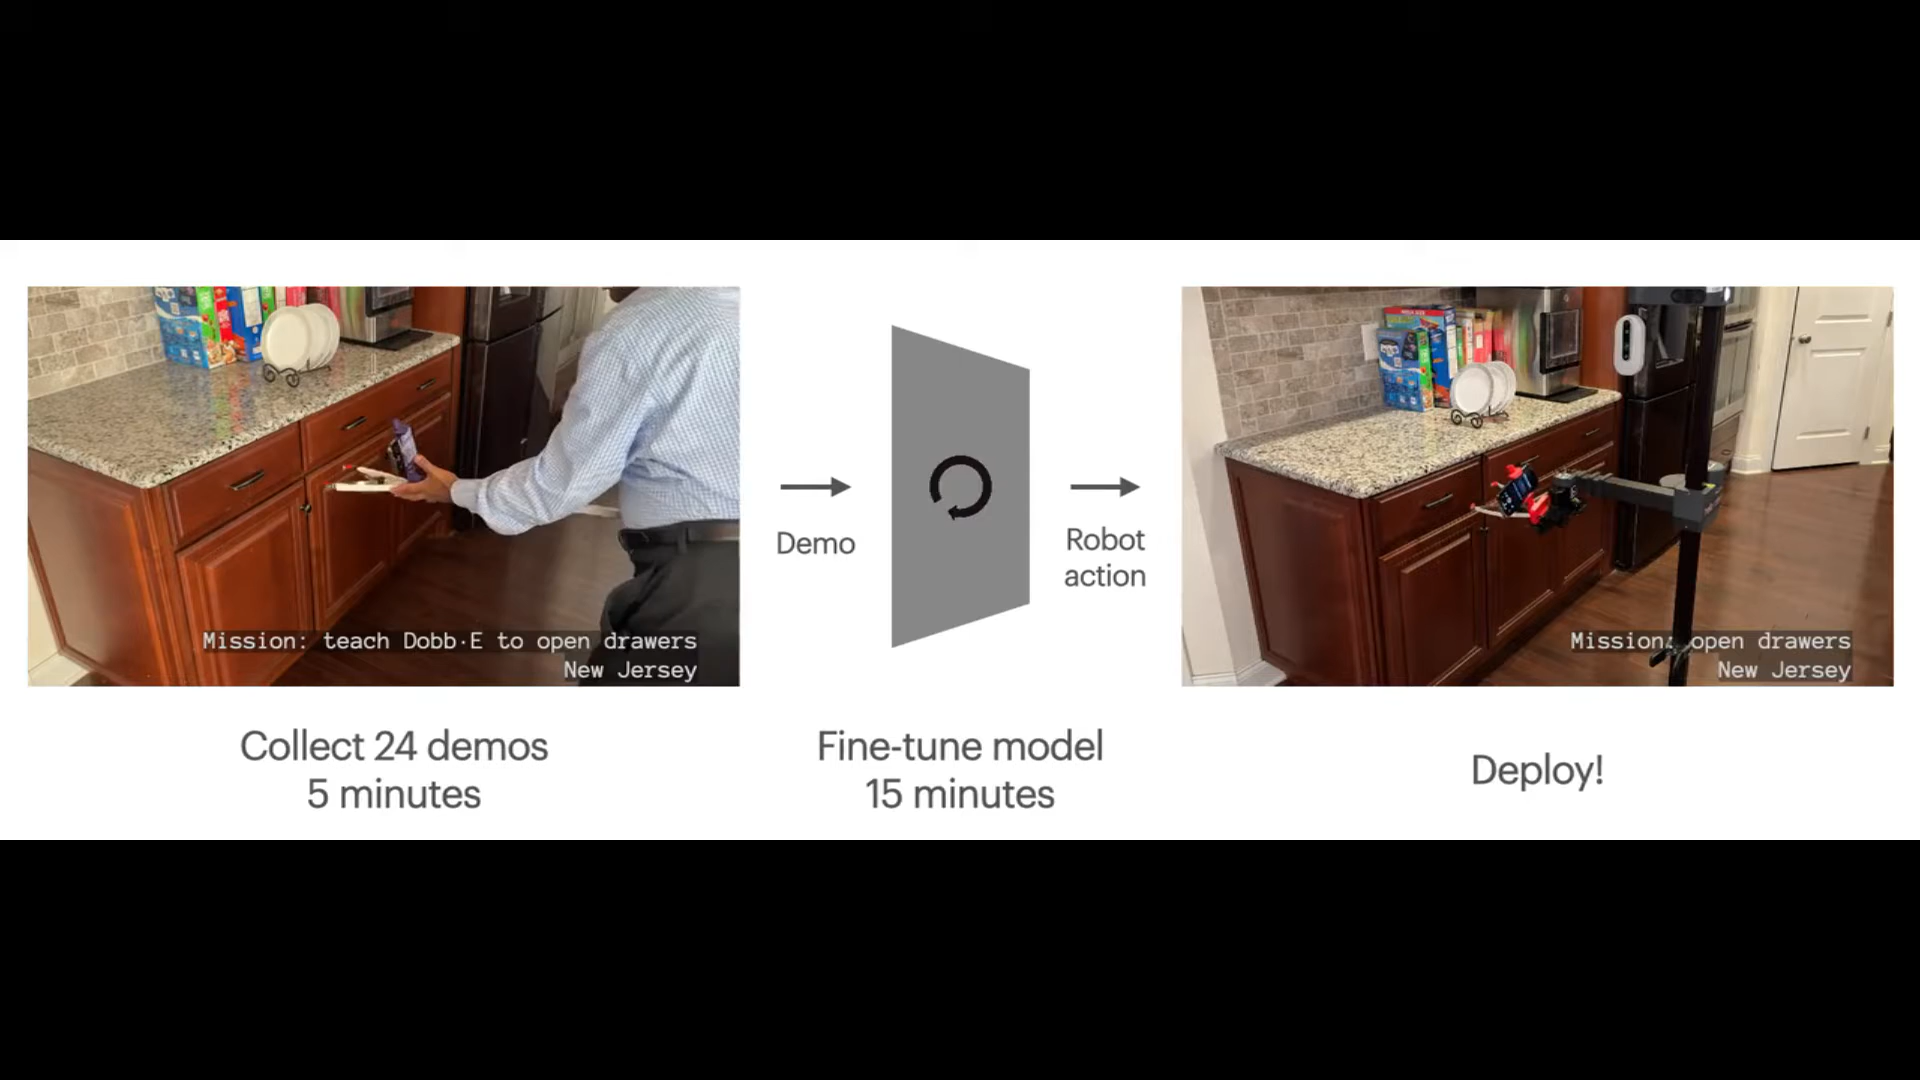 Mission: teach Dobb·E to open drawers
New Jersey
Collect 24 demos
5 minutes
Demo
Fine-tune model
15 minutes
Robot
action
Mission: open drawers
New Jersey
Deploy!